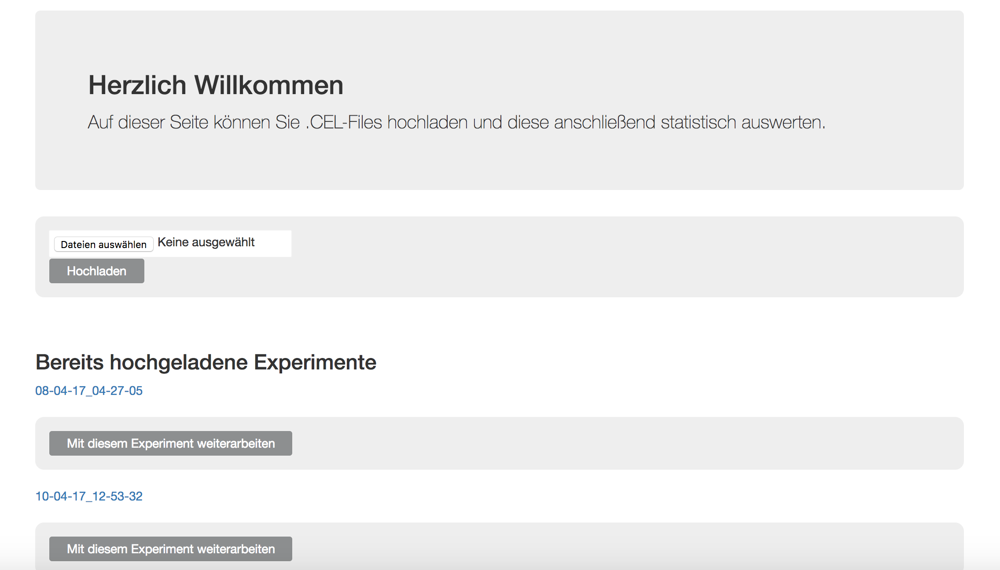 Herzlich Willkommen
Auf dieser Seite können Sie .CEL-Files hochladen und diese anschließend statistisch auswerten.
Dateien auswählen Keine ausgewählt
Hochladen
Bereits hochgeladene Experimente
08-04-17_04-27-05
Mit diesem Experiment weiterarbeiten
10-04-17_12-53-32
Mit diesem Experiment weiterarbeiten